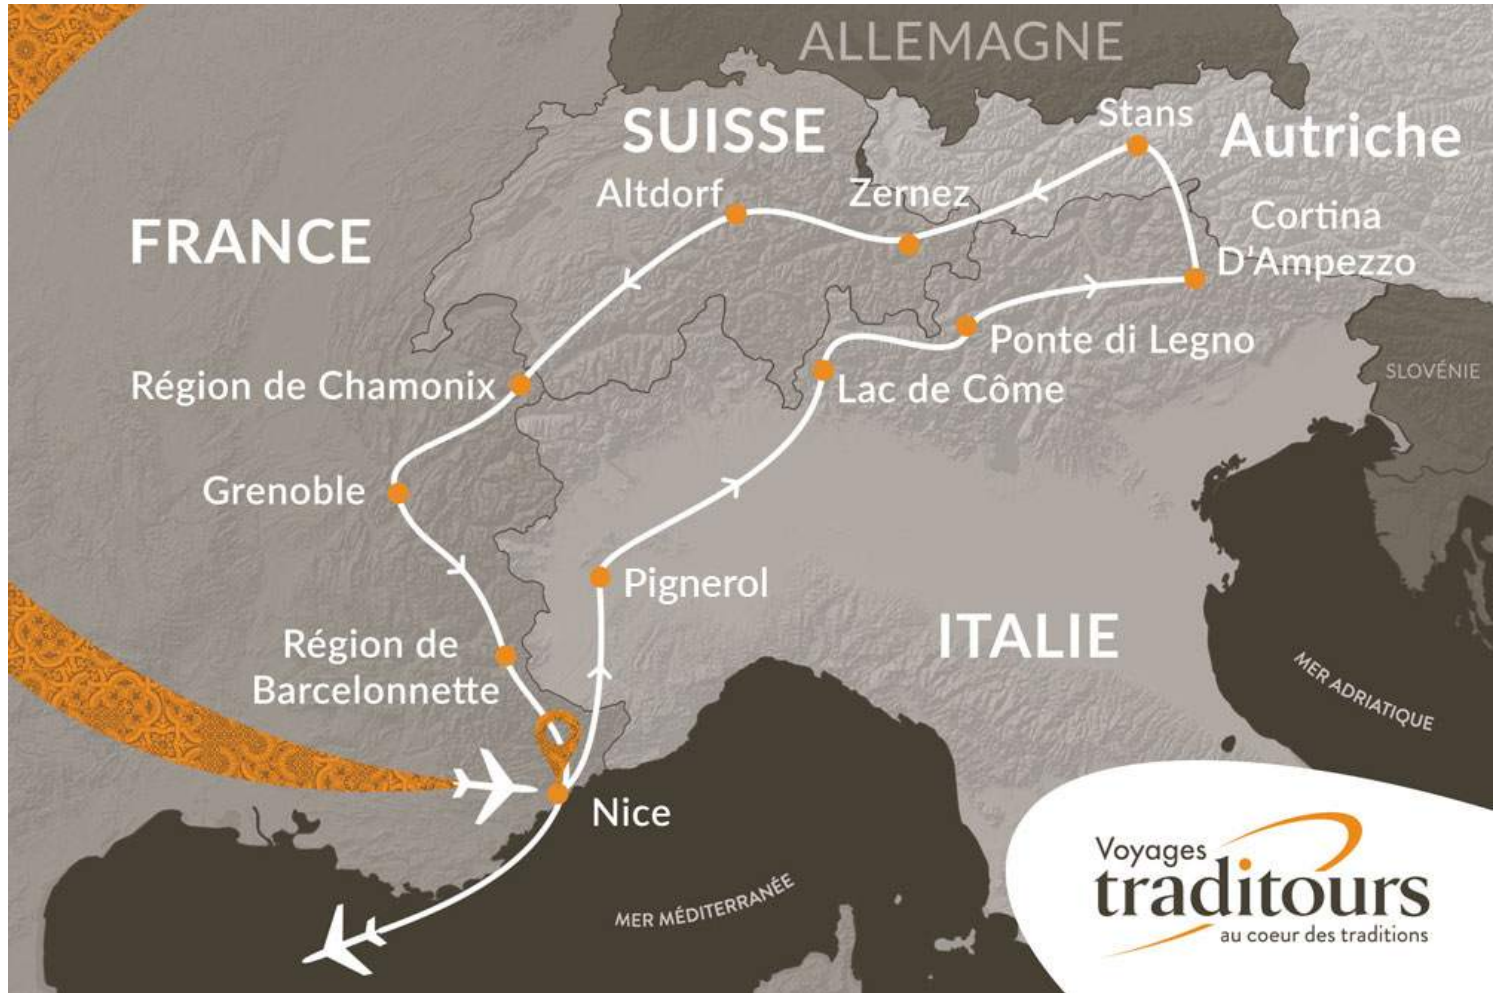 ALLEMAGNE
SUISSE
Stans
Autriche
Altdorf
Zernez
FRANCE
Cortina
D'Ampezzo
Ponte di Legno
Région de Chamonix
Lac de Côme
SLOVÉNIE
Grenoble
Pignerol
ITALIE
Région de
Barcelonnette
MER ADRIATIQUE
Nice
MER MÉDITERRANÉE
Voyages
traditours
au coeur des traditions